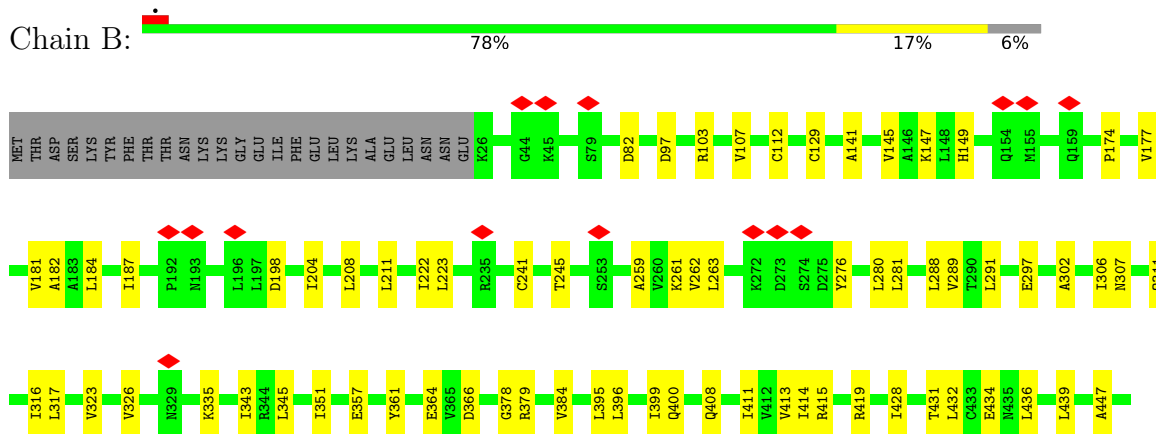 Chain B:
78% 17% 6%
MET THR ASP SER LYS TYR PHE THR THR ASN LYS LYS GLY GLU ILE PHE GLU LEU LYS ALA GLU LEU ASN ASN GLU K26 G44 K45 S79 D82 D97 R103 V107 C112 C129 A141 V145 A146 K147 L148 H149 Q154 M155 Q159 P174 V177
V181 A182 A183 L184 I187 P192 N193 L196 L197 D198 I204 L208 L211 I222 L223 R235 C241 T245 S253 A259 V260 K261 V262 L263 K272 D273 S274 D275 Y276 L280 L281 L288 V289 T290 L291 E297 A302 I306 N307
I316 L317 V323 V326 N329 K335 I343 R344 L345 I351 E357 Y361 E364 V365 D366 G378 R379 V384 L395 L396 I399 Q400 Q408 I411 V412 V413 I414 R415 R419 I428 T431 L432 C433 E434 N435 L436 L439 A447